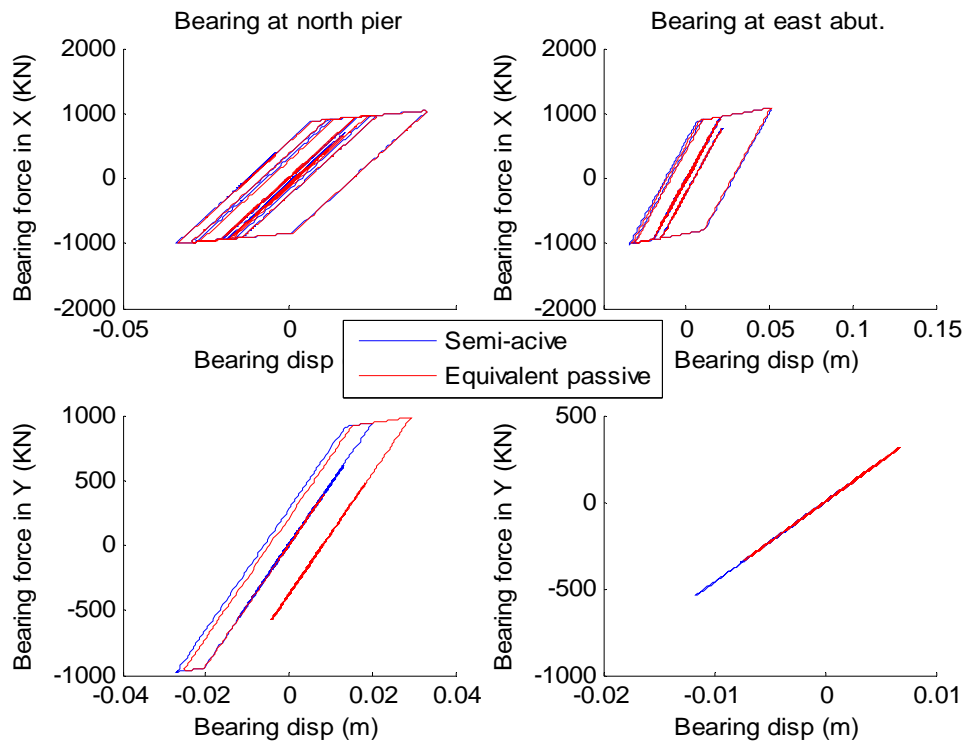 Bearing at north pier
Bearing at east abut.
Bearing force in X (KN)
2000
1000
0
-1000
-2000
-0.05
0
0.05
Bearing disp
Bearing force in X (KN)
2000
1000
0
-1000
-2000
0
0.05
0.1
0.15
Bearing disp (m)
Semi-acive
Equivalent passive
Bearing force in Y (KN)
1000
500
0
-500
-1000
-0.04
-0.02
0
0.02
0.04
Bearing disp (m)
Bearing force in Y (KN)
500
0
-500
-1000
-0.02
-0.01
0
0.01
Bearing disp (m)